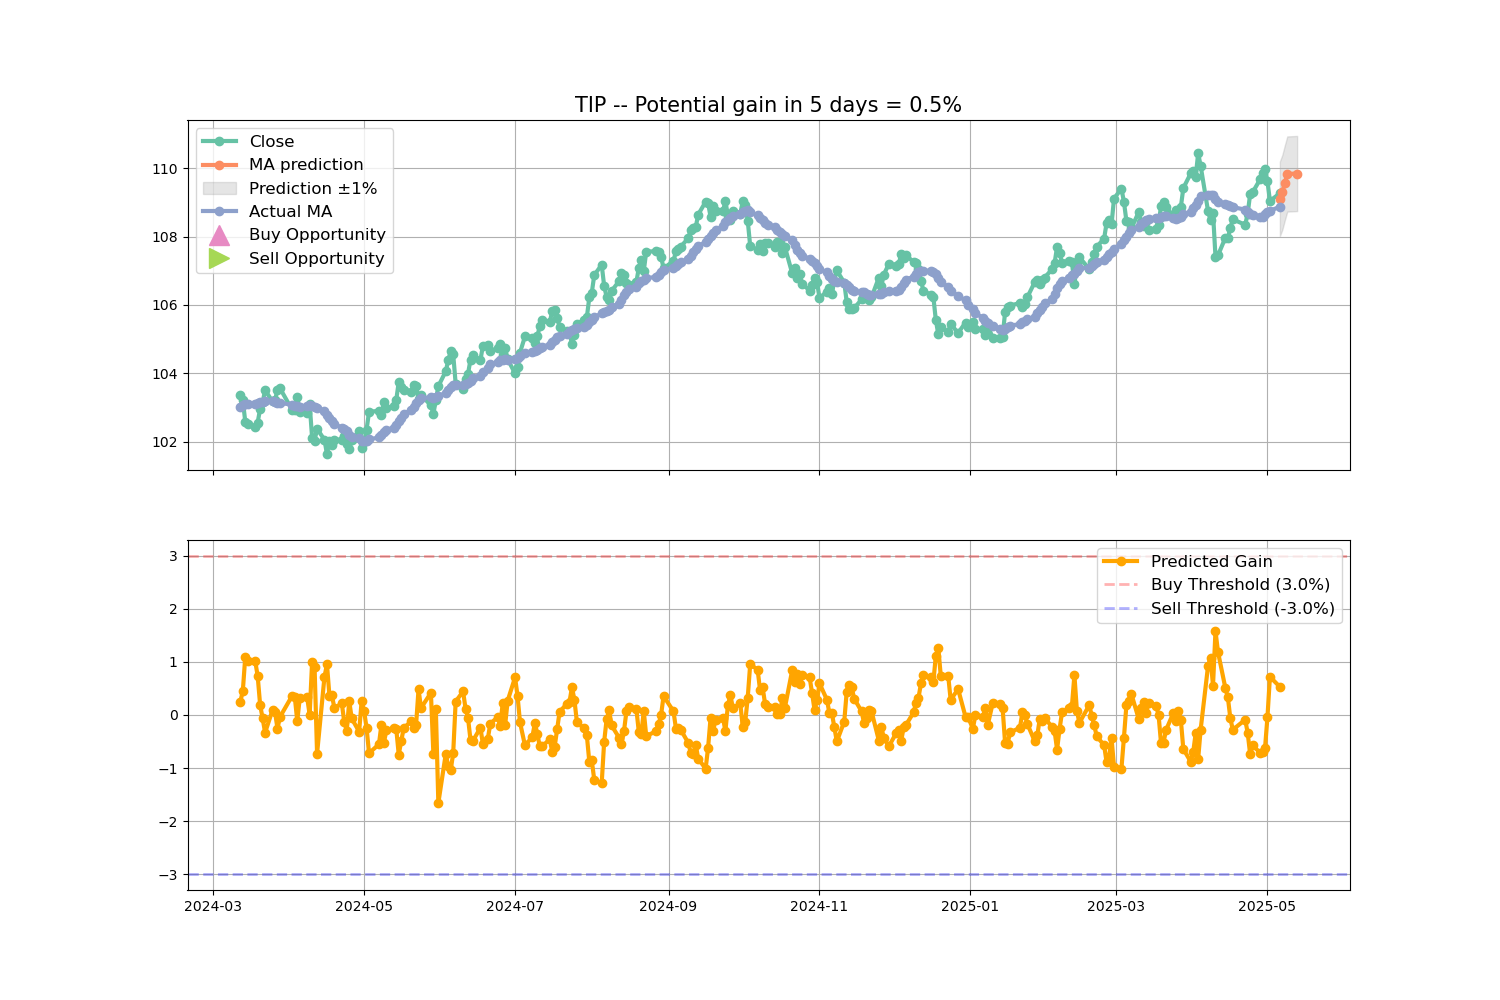 TIP -- Potential gain in 5 days = 0.5%
Close
MA prediction
Prediction ±1%
Actual MA
Buy Opportunity
Sell Opportunity
110
108
106
104
102
Predicted Gain
Buy Threshold (3.0%)
Sell Threshold (-3.0%)
3
2
1
0
−1
−2
−3
2024-03 2024-05 2024-07 2024-09 2024-11 2025-01 2025-03 2025-05